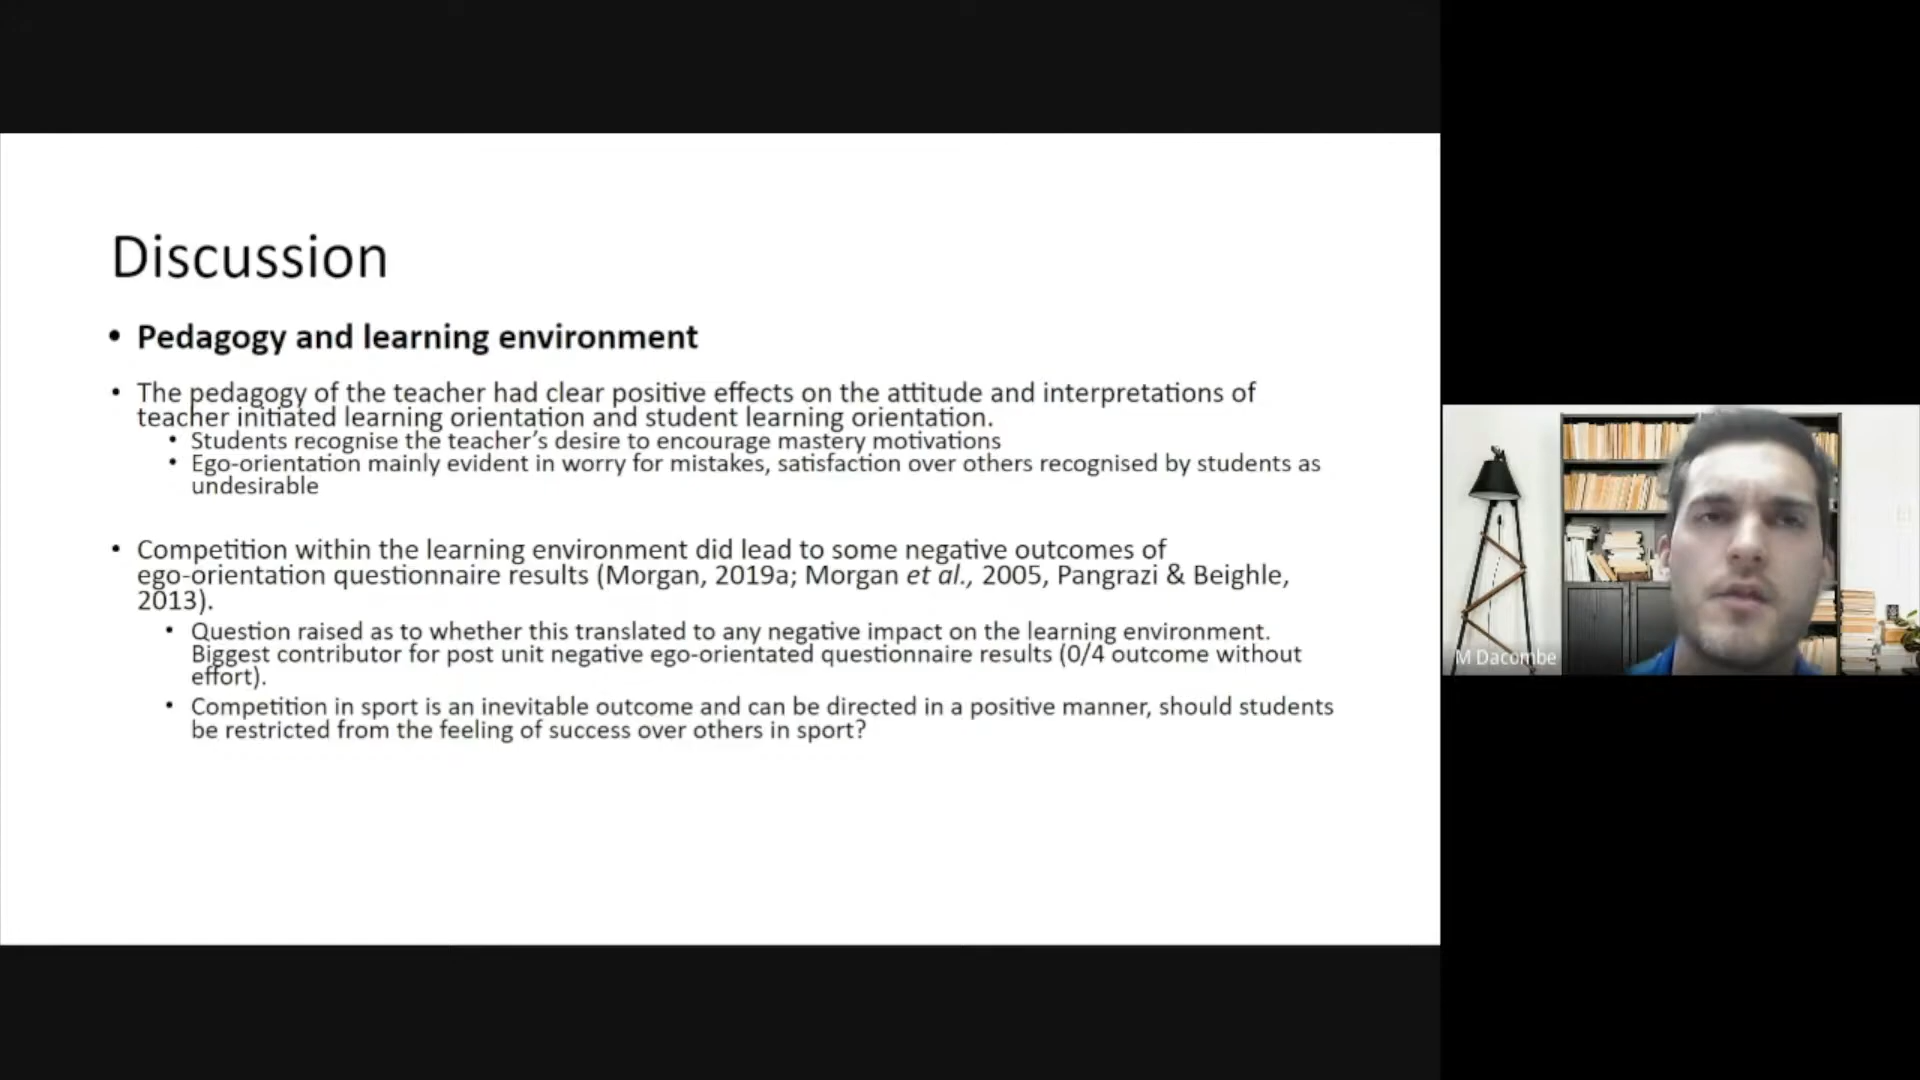 Discussion
• Pedagogy and learning environment
• The pedagogy of the teacher had clear positive effects on the attitude and interpretations of
teacher initiated learning orientation and student learning orientation.
• Students recognise the teacher's desire to encourage mastery motivations
• Ego-orientation mainly evident in worry for mistakes, satisfaction over others recognised by students as
undesirable
• Competition within the learning environment did lead to some negative outcomes of
ego-orientation questionnaire results (Morgan, 2019a; Morgan et al., 2005, Pangrazi & Beighle,
2013).
• Question raised as to whether this translated to any negative impact on the learning environment.
Biggest contributor for post unit negative ego-orientated questionnaire results (0/4 outcome without
effort).
• Competition in sport is an inevitable outcome and can be directed in a positive manner, should students
be restricted from the feeling of success over others in sport?
M Dacombe